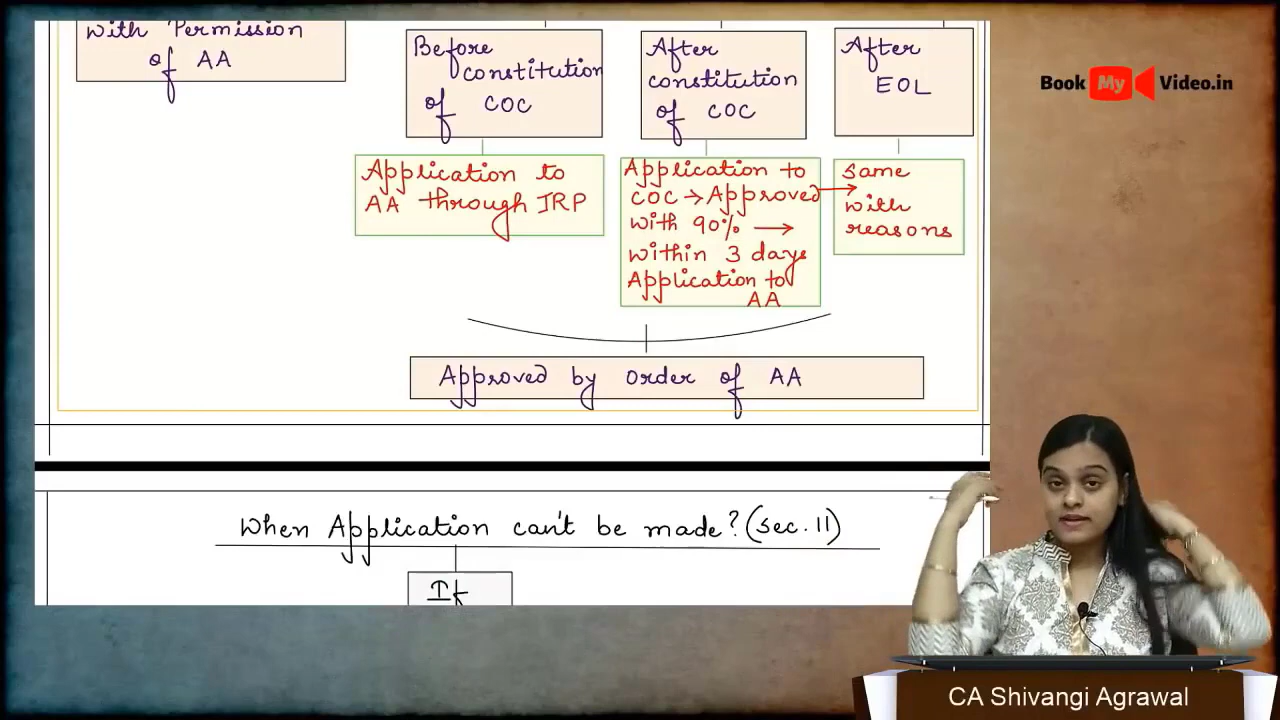 with Permission
of AA
Before
constitution
of COC
After
constitution
of COC
After
EOL
Book My Video.in
Application to
AA through IRP
Application to
COC → Approved
with 90% →
within 3 days
Application to
AA
same
with
reasons
Approved by order of AA
When Application can't be made? (sec. 11)
If
CA Shivangi Agrawal